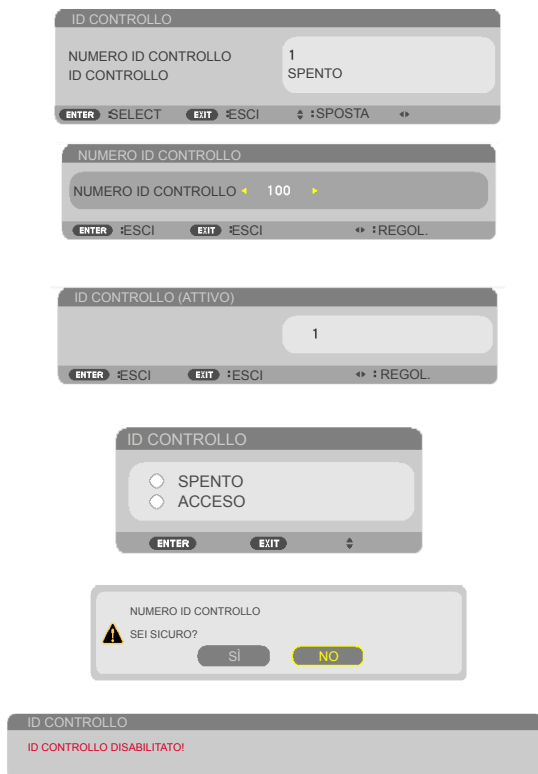 ID CONTROLLO
NUMERO ID CONTROLLO 1
ID CONTROLLO SPENTO
ENTER :SELECT EXIT :ESCI :SPOSTA
NUMERO ID CONTROLLO
NUMERO ID CONTROLLO 100
ENTER :ESCI EXIT :ESCI :REGOL.
ID CONTROLLO (ATTIVO)
1
ENTER :ESCI EXIT :ESCI :REGOL.
ID CONTROLLO
SPENTO
ACCESO
ENTER EXIT
NUMERO ID CONTROLLO
SEI SICURO?
SÌ NO
ID CONTROLLO
ID CONTROLLO DISABILITATO!